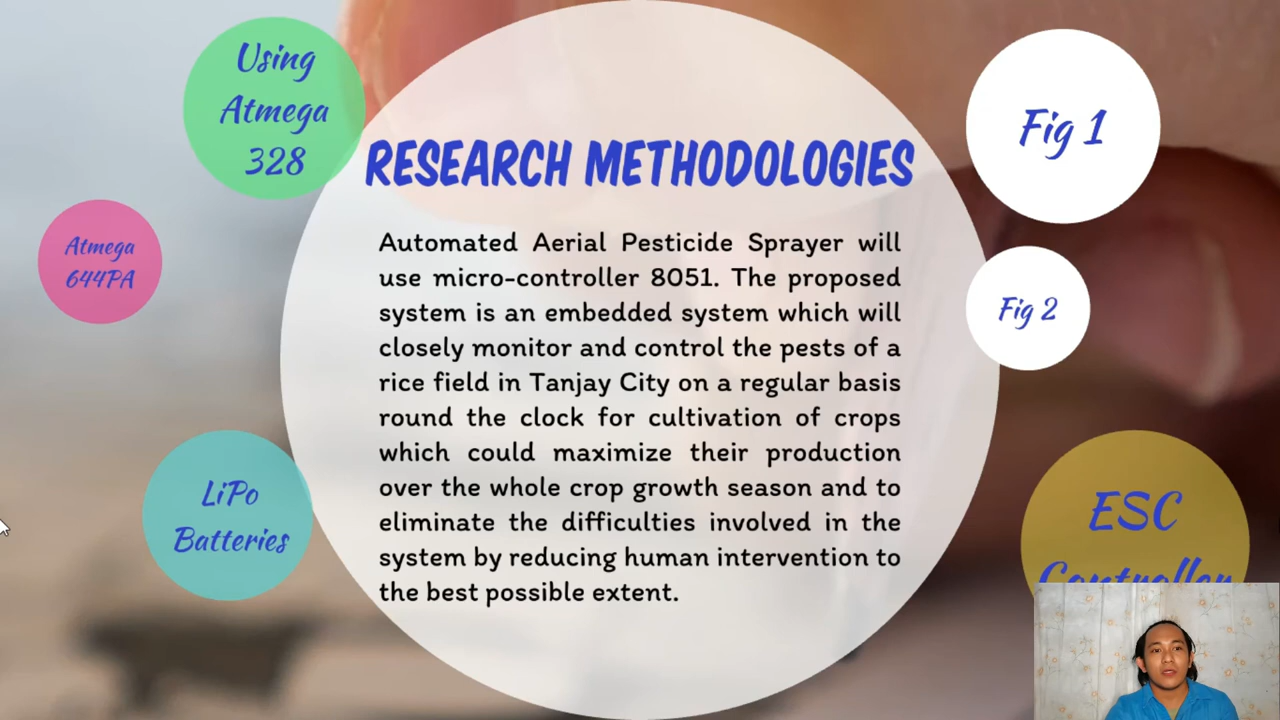 Using
Atmega
328
Atmega
644PA
LiPo
Batteries
RESEARCH METHODOLOGIES
Automated Aerial Pesticide Sprayer will
use micro-controller 8051. The proposed
system is an embedded system which will
closely monitor and control the pests of a
rice field in Tanjay City on a regular basis
round the clock for cultivation of crops
which could maximize their production
over the whole crop growth season and to
eliminate the difficulties involved in the
system by reducing human intervention to
the best possible extent.
Fig 1
Fig 2
ESC
Controller